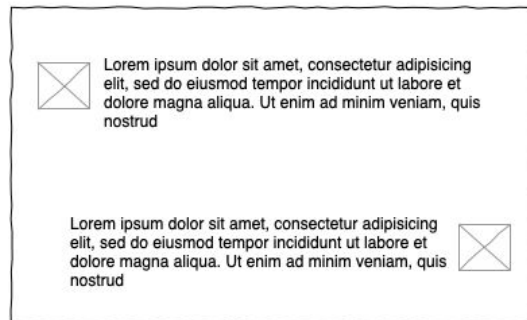 Lorem ipsum dolor sit amet, consectetur adipisicing
elit, sed do eiusmod tempor incididunt ut labore et
dolore magna aliqua. Ut enim ad minim veniam, quis
nostrud
Lorem ipsum dolor sit amet, consectetur adipisicing
elit, sed do eiusmod tempor incididunt ut labore et
dolore magna aliqua. Ut enim ad minim veniam, quis
nostrud